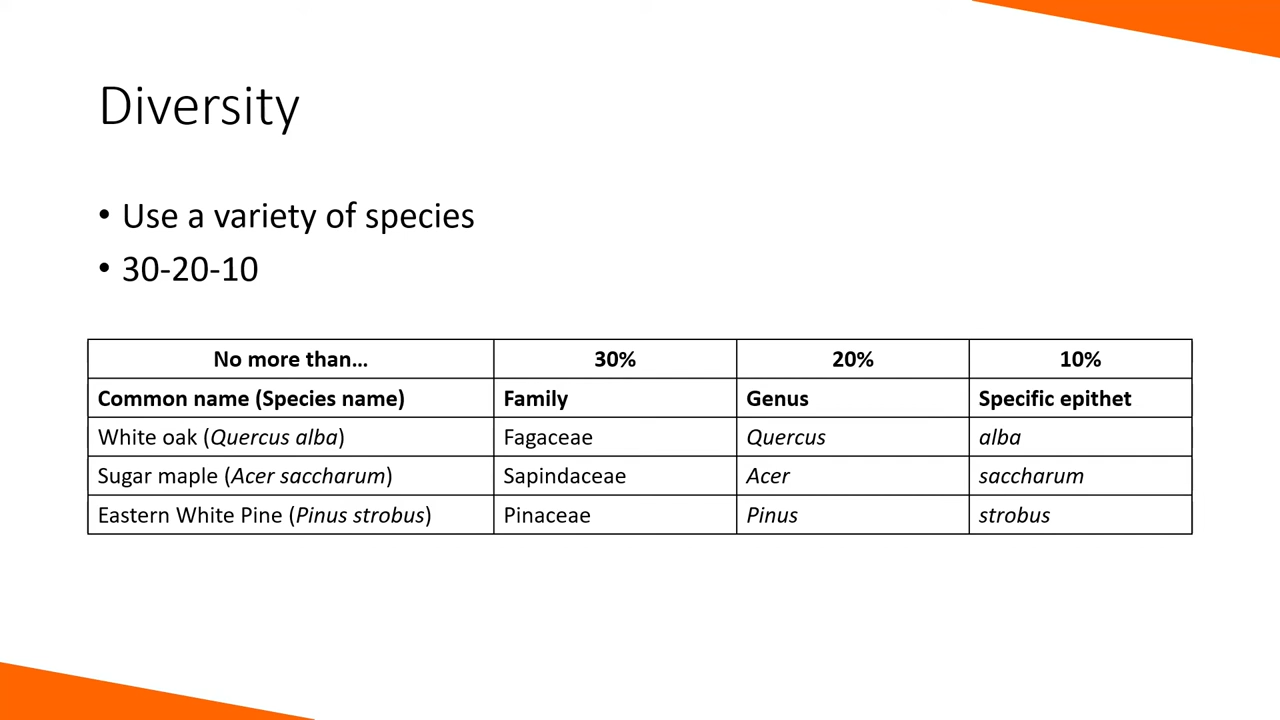 Diversity
• Use a variety of species
• 30-20-10
No more than... 30% 20% 10%
Common name (Species name) Family Genus Specific epithet
White oak (Quercus alba) Fagaceae Quercus alba
Sugar maple (Acer saccharum) Sapindaceae Acer saccharum
Eastern White Pine (Pinus strobus) Pinaceae Pinus strobus